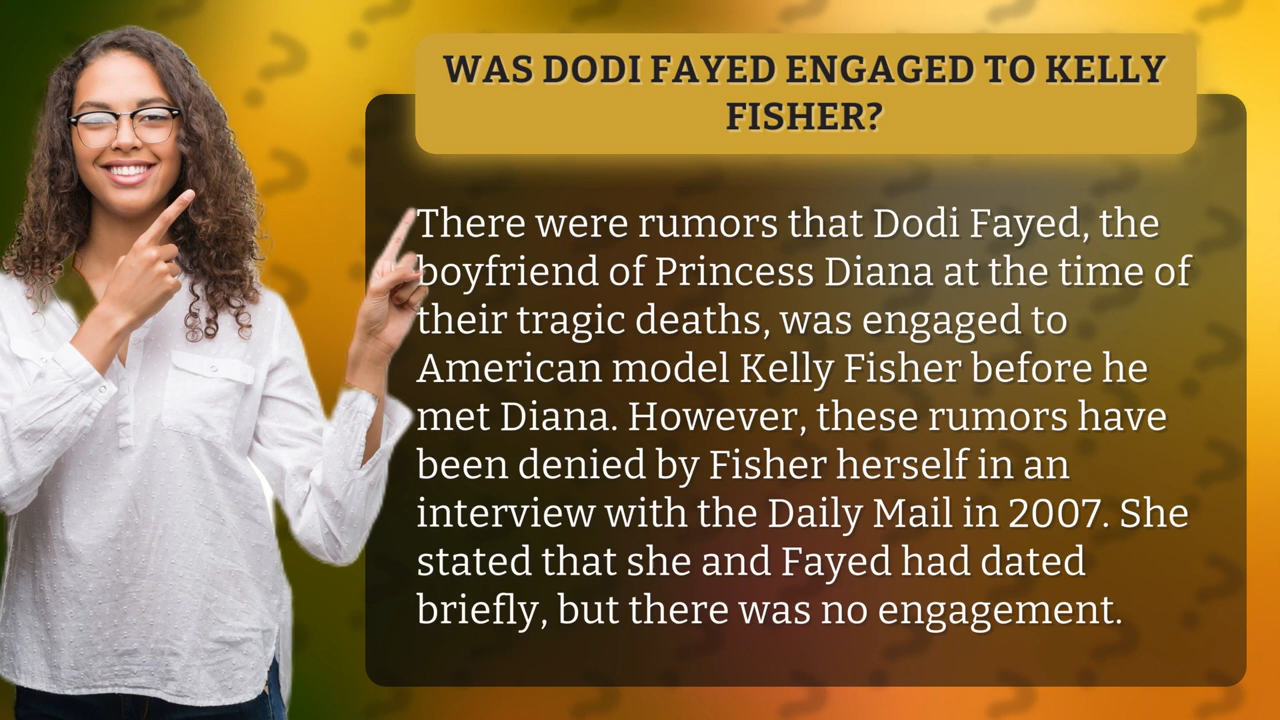 WAS DODI FAYED ENGAGED TO KELLY
FISHER?
There were rumors that Dodi Fayed, the
boyfriend of Princess Diana at the time of
their tragic deaths, was engaged to
American model Kelly Fisher before he
met Diana. However, these rumors have
been denied by Fisher herself in an
interview with the Daily Mail in 2007. She
stated that she and Fayed had dated
briefly, but there was no engagement.